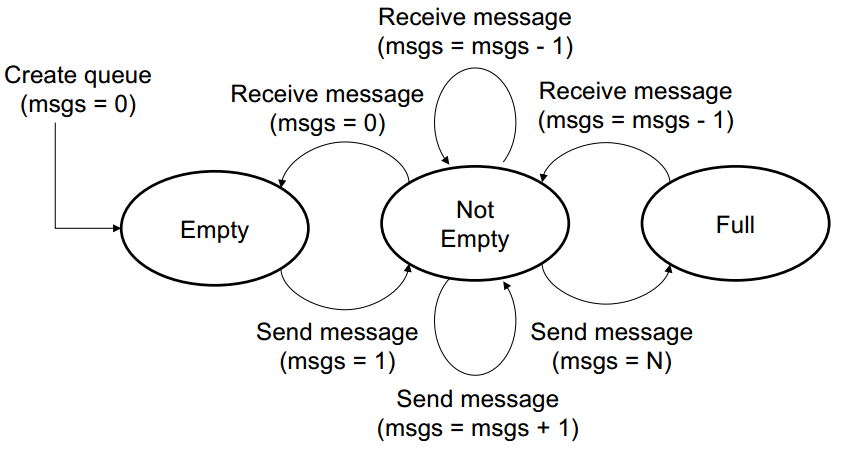 Receive message
(msgs = msgs - 1)
Create queue
(msgs = 0)
Receive message
(msgs = 0)
Receive message
(msgs = msgs - 1)
Empty
Not
Empty
Full
Send message
(msgs = 1)
Send message
(msgs = N)
Send message
(msgs = msgs + 1)